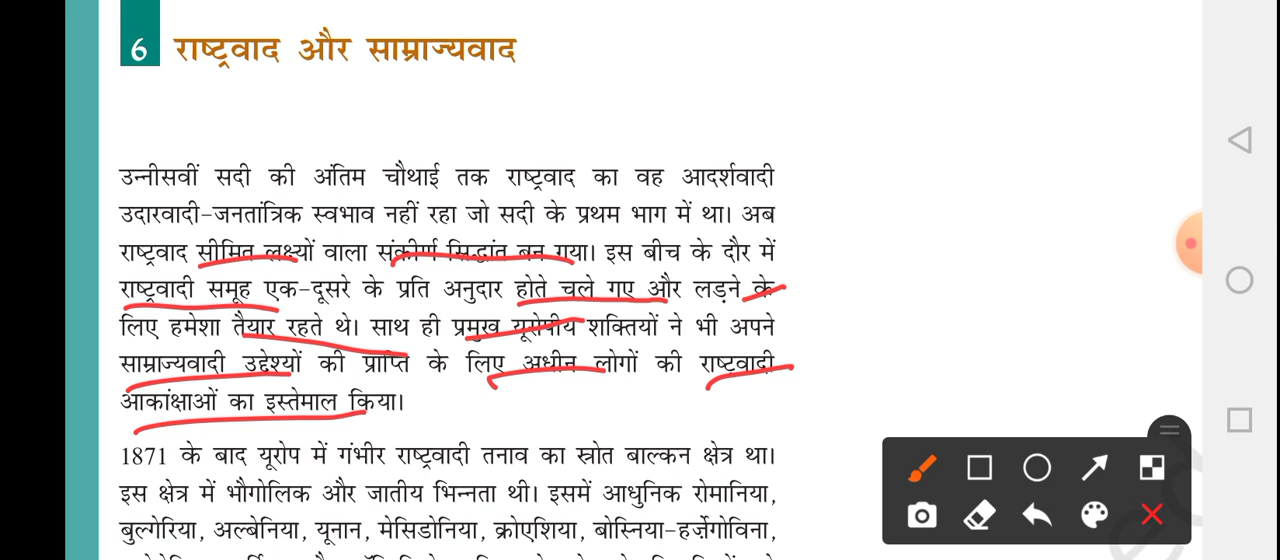 6 राष्ट्रवाद और साम्राज्यवाद
उन्नीसवीं सदी की अंतिम चौथाई तक राष्ट्रवाद का वह आदर्शवादी
उदारवादी-जनतांत्रिक स्वभाव नहीं रहा जो सदी के प्रथम भाग में था। अब
राष्ट्रवाद सीमित लक्ष्यों वाला संकीर्ण सिद्धांत बन गया। इस बीच के दौर में
राष्ट्रवादी समूह एक-दूसरे के प्रति अनुदार होते चले गए और लड़ने के
लिए हमेशा तैयार रहते थे। साथ ही प्रमुख यूरोपीय शक्तियों ने भी अपने
साम्राज्यवादी उद्देश्यों की प्राप्ति के लिए अधीन लोगों की राष्ट्रवादी
आकांक्षाओं का इस्तेमाल किया।
1871 के बाद यूरोप में गंभीर राष्ट्रवादी तनाव का स्रोत बाल्कन क्षेत्र था।
इस क्षेत्र में भौगोलिक और जातीय भिन्नता थी। इसमें आधुनिक रोमानिया,
बुल्गेरिया, अल्बेनिया, यूनान, मेसिडोनिया, क्रोएशिया, बोस्निया-हर्ज़ेगोविना,